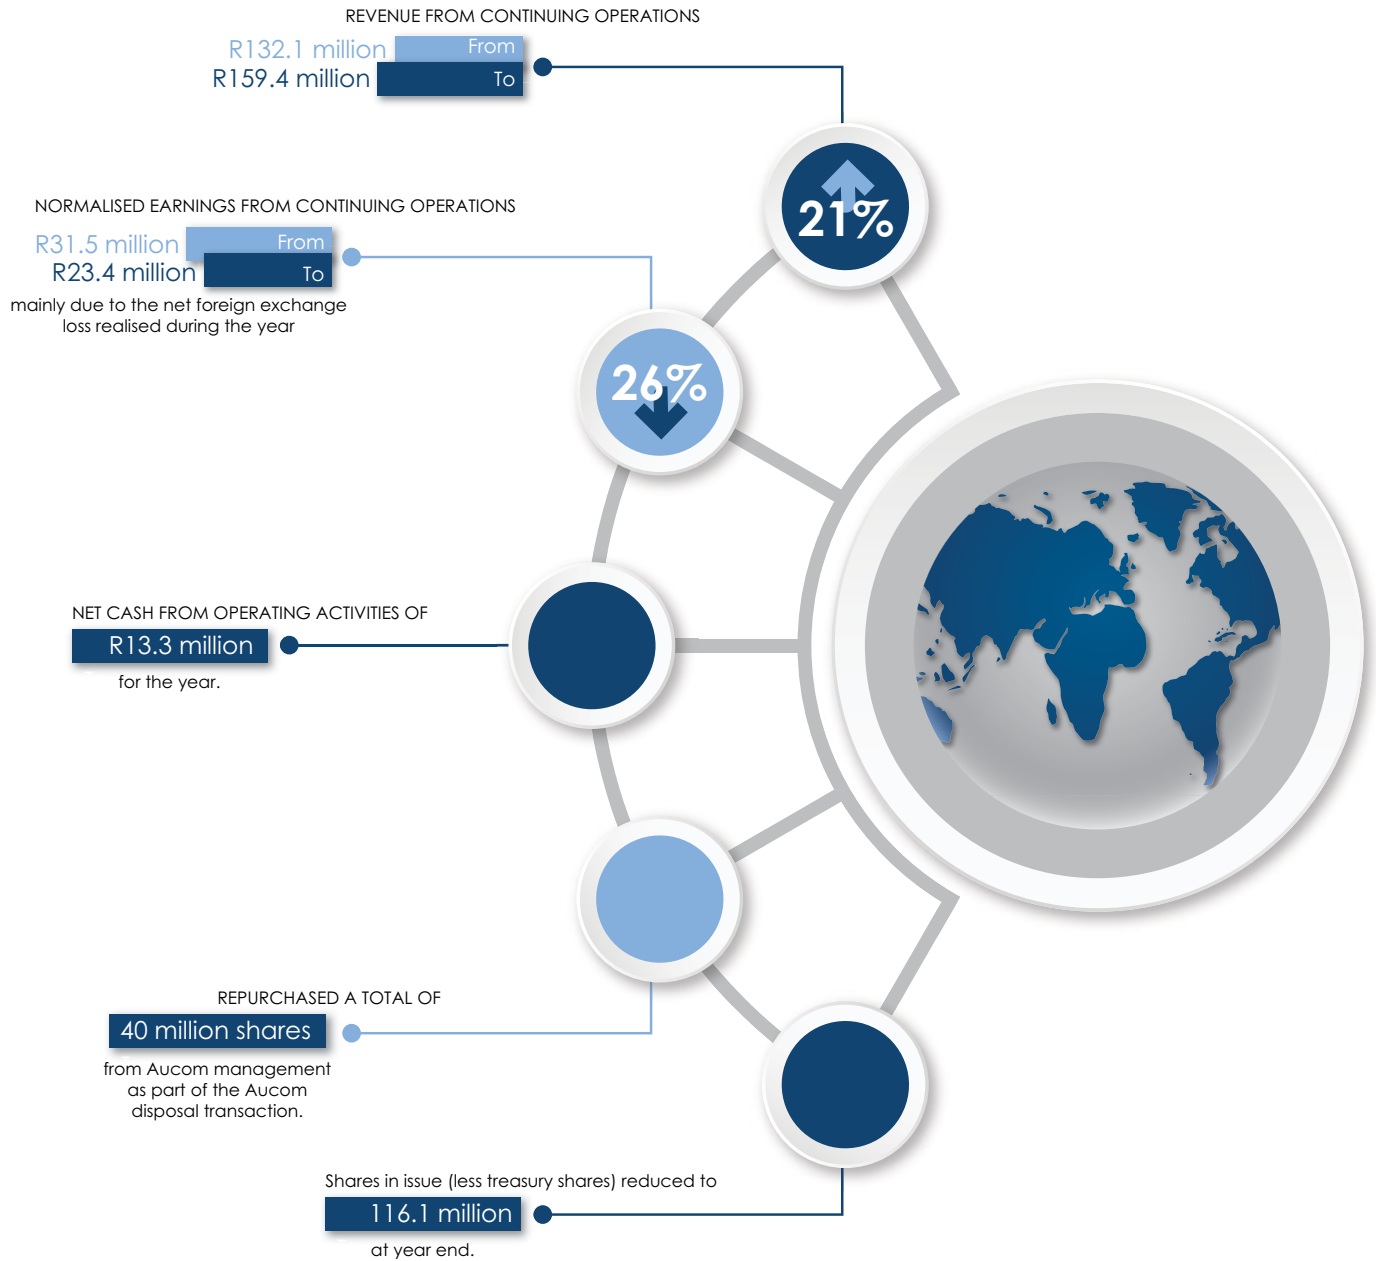 REVENUE FROM CONTINUING OPERATIONS
R132.1 million From
R159.4 million To
21%
NORMALISED EARNINGS FROM CONTINUING OPERATIONS
R31.5 million From
R23.4 million To
mainly due to the net foreign exchange
loss realised during the year
26%
NET CASH FROM OPERATING ACTIVITIES OF
R13.3 million
for the year.
REPURCHASED A TOTAL OF
40 million shares
from Aucom management
as part of the Aucom
disposal transaction.
Shares in issue (less treasury shares) reduced to
116.1 million
at year end.